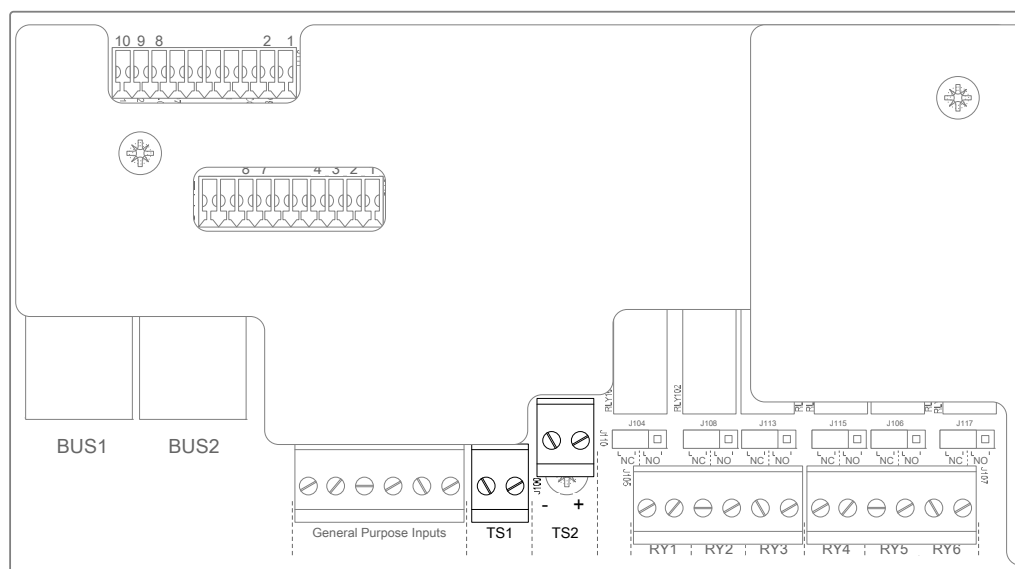 10 9 8 2 1
6 7 4 3 2 1
RLY102
J104 J108 J113 J115 J106 J117
J110
NC NO NC NO NC NO NC NO NC NO NC NO
BUS1 BUS2
J105
J107
J100
- +
General Purpose Inputs TS1 TS2
RY1 RY2 RY3 RY4 RY5 RY6